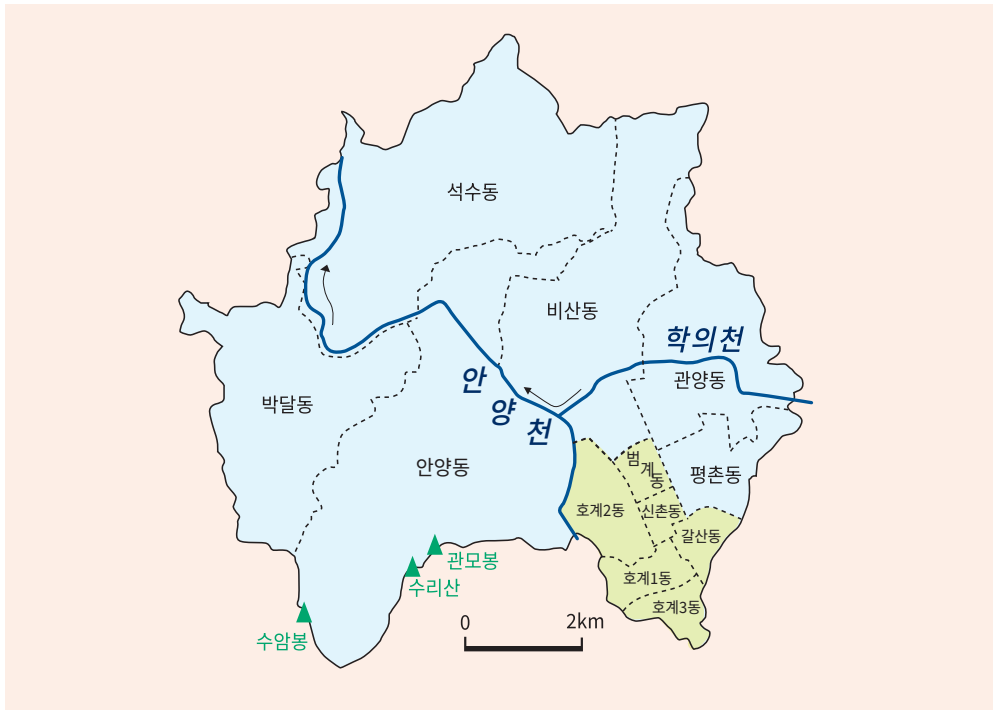 석수동
비산동
학의천
관양동
안
양
천
박달동
안양동
평촌동
범
계
동
호계2동
신촌동
갈산동
호계1동
호계3동
관모봉
수리산
수암봉
0
2km